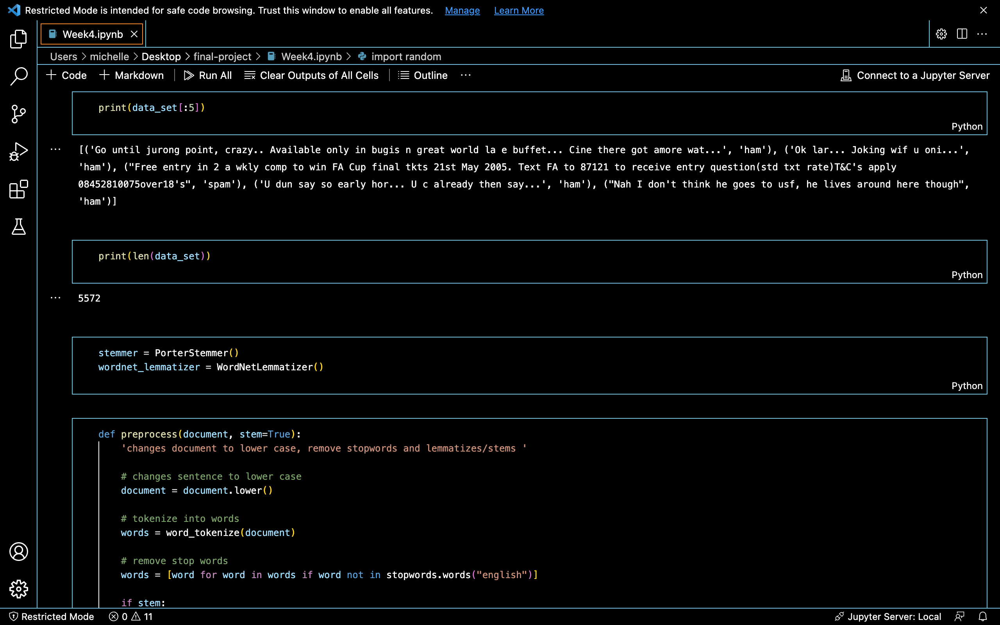 Restricted Mode is intended for safe code browsing. Trust this window to enable all features. Manage Learn More
Week4.ipynb
Users > michelle > Desktop > final-project > Week4.ipynb > import random
+ Code + Markdown Run All Clear Outputs of All Cells Outline ... Connect to a Jupyter Server
print(data_set[:5])
Python
[('Go until jurong point, crazy.. Available only in bugis n great world la e buffet... Cine there got amore wat...', 'ham'), ('Ok lar... Joking wif u oni...',
'ham'), ("Free entry in 2 a wkly comp to win FA Cup final tkts 21st May 2005. Text FA to 87121 to receive entry question(std txt rate)T&C's apply
08452810075over18's", 'spam'), ('U dun say so early hor... U c already then say...', 'ham'), ("Nah I don't think he goes to usf, he lives around here though",
'ham')]
print(len(data_set))
Python
5572
stemmer = PorterStemmer()
wordnet_lemmatizer = WordNetLemmatizer()
Python
def preprocess(document, stem=True):
'changes document to lower case, remove stopwords and lemmatizes/stems '
# changes sentence to lower case
document = document.lower()
# tokenize into words
words = word_tokenize(document)
# remove stop words
words = [word for word in words if word not in stopwords.words("english")]
if stem:
Restricted Mode 0 11 Jupyter Server: Local